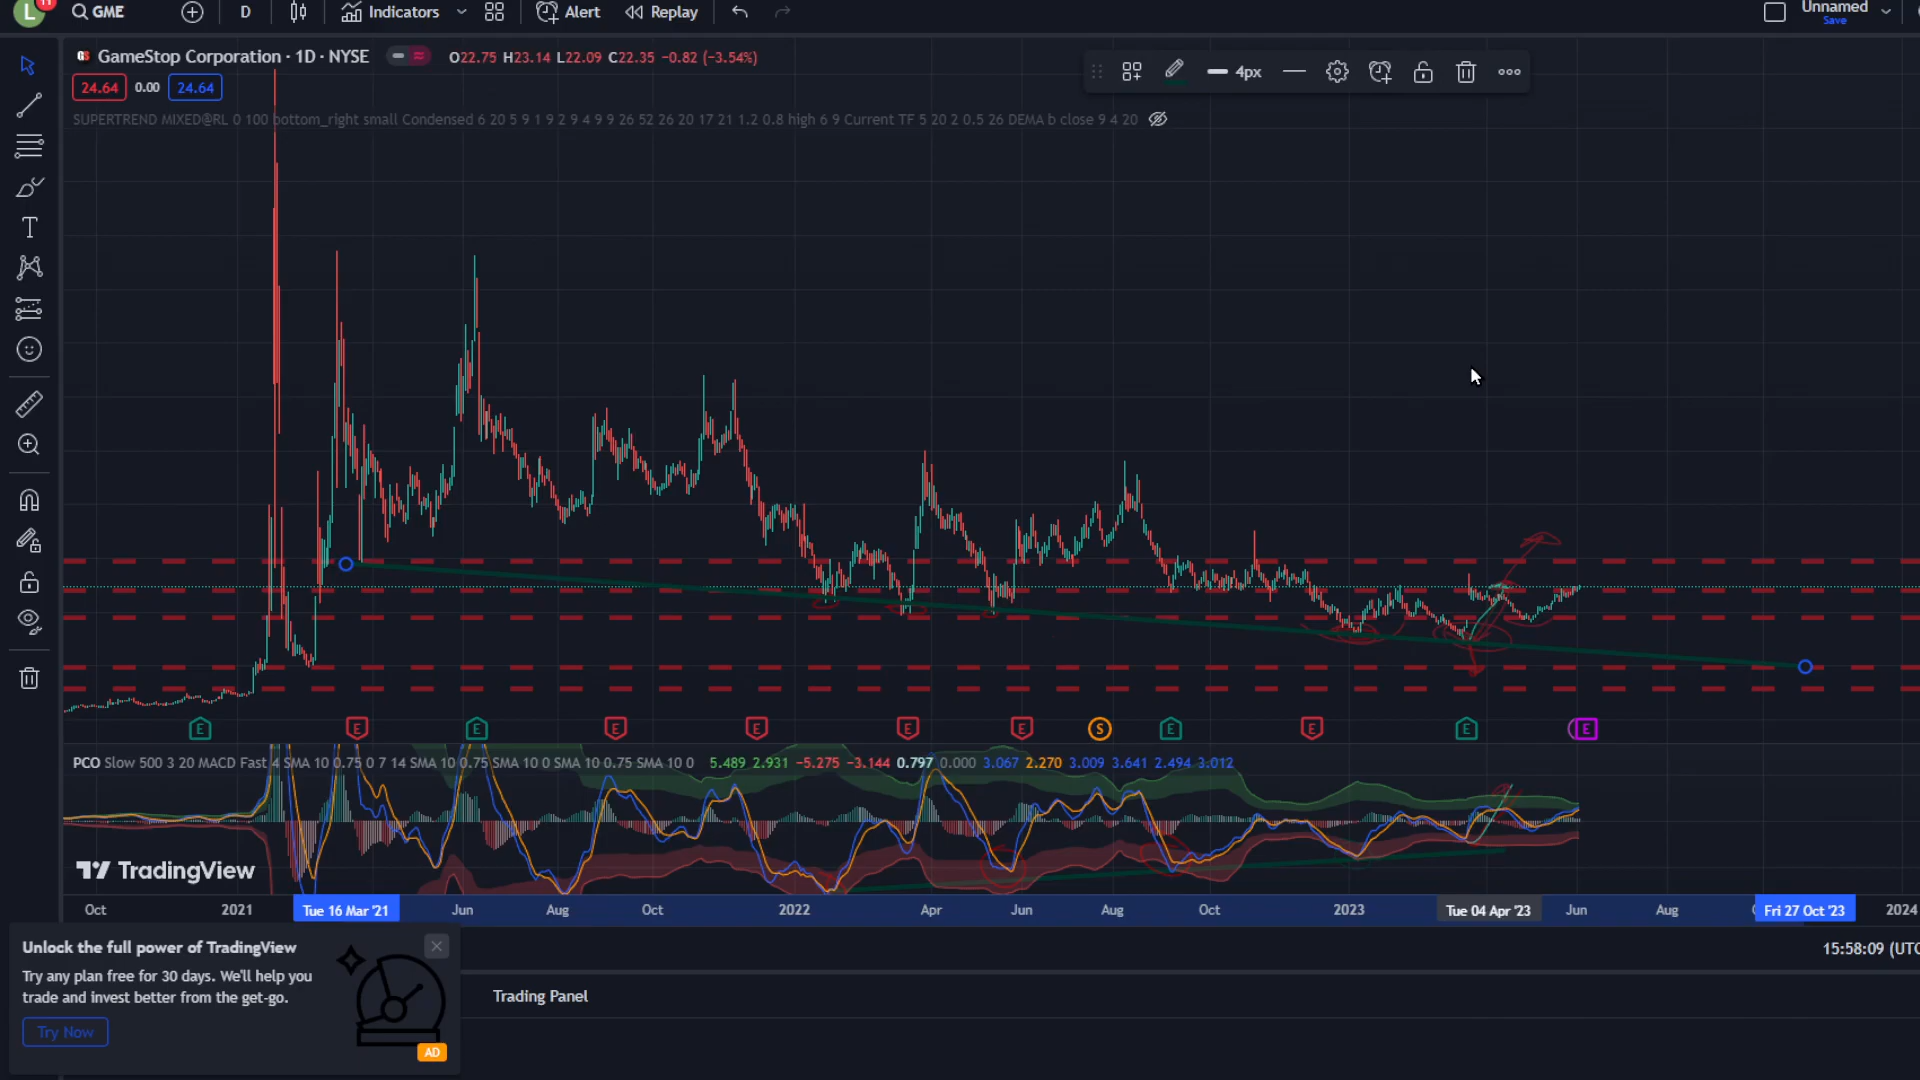 L 11 GME D Indicators Alert Replay Unnamed
Save
GameStop Corporation · 1D · NYSE O22.75 H23.14 L22.09 C22.35 −0.82 (−3.54%)
4px
24.64 0.00 24.64
SUPERTREND MIXED@RL 0 100 bottom_right small Condensed 6 20 5 9 1 9 2 9 4 9 9 26 52 26 20 17 21 1.2 0.8 high 6 9 Current TF 5 20 2 0.5 26 DEMA b close 9 4 20
E E E E E E E S E E E E
PCO Slow 500 3 20 MACD Fast 4 SMA 10 0.75 0 7 14 SMA 10 0.75 SMA 10 0 SMA 10 0.75 SMA 10 0 5.489 2.931 −5.275 −3.144 0.797 0.000 3.067 2.270 3.009 3.641 2.494 3.012
TradingView
Oct 2021 Tue 16 Mar '21 Jun Aug Oct 2022 Apr Jun Aug Oct 2023 Tue 04 Apr '23 Jun Aug Fri 27 Oct '23 2024
Unlock the full power of TradingView
Try any plan free for 30 days. We'll help you
trade and invest better from the get-go.
Try Now
AD
15:58:09 (UTC
Trading Panel